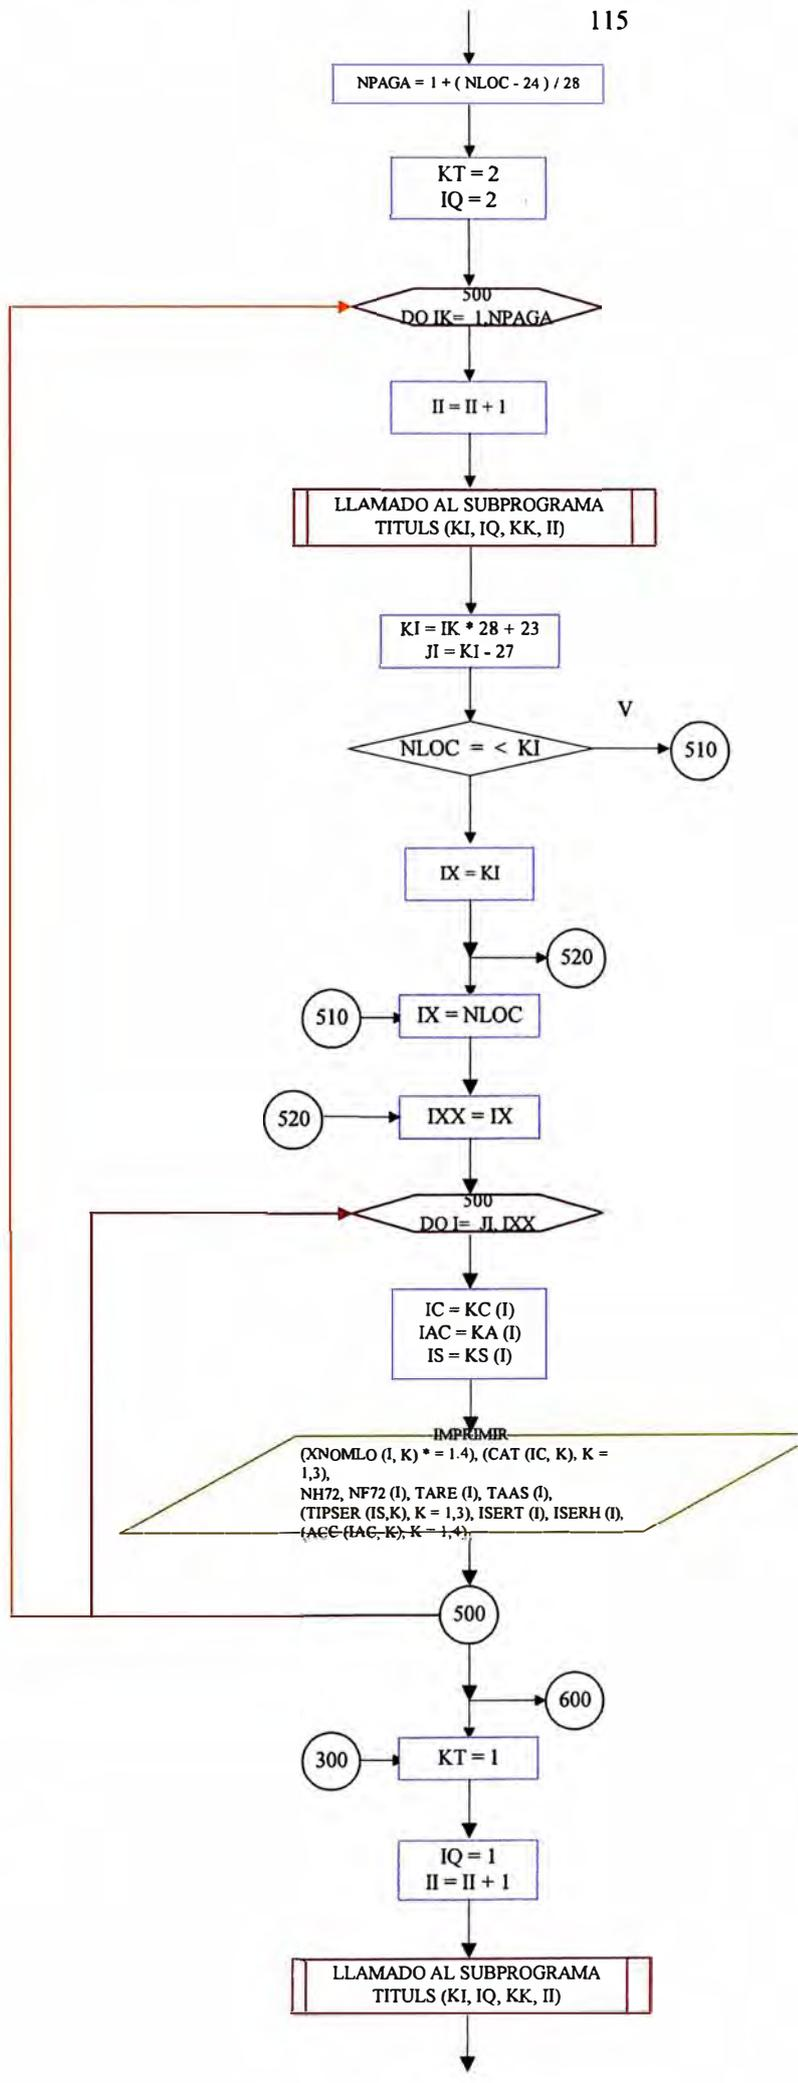 115
NPAGA = 1 + ( NLOC - 24 ) / 28
KT = 2
IQ = 2
500
DO IK= 1,NPAGA
II = II + 1
LLAMADO AL SUBPROGRAMA
TITULS (KI, IQ, KK, II)
KI = IK * 28 + 23
JI = KI - 27
V
NLOC = < KI
510
IX = KI
520
510
IX = NLOC
520
IXX = IX
500
DO I= JI, IXX
IC = KC (I)
IAC = KA (I)
IS = KS (I)
IMPRIMIR
(XNOMLO (I, K) * = 1.4), (CAT (IC, K), K =
1,3),
NH72, NF72 (I), TARE (I), TAAS (I),
(TIPSER (IS,K), K = 1,3), ISERT (I), ISERH (I),
(ACC (IAC, K), K = 1,4),
500
600
300
KT = 1
IQ = 1
II = II + 1
LLAMADO AL SUBPROGRAMA
TITULS (KI, IQ, KK, II)